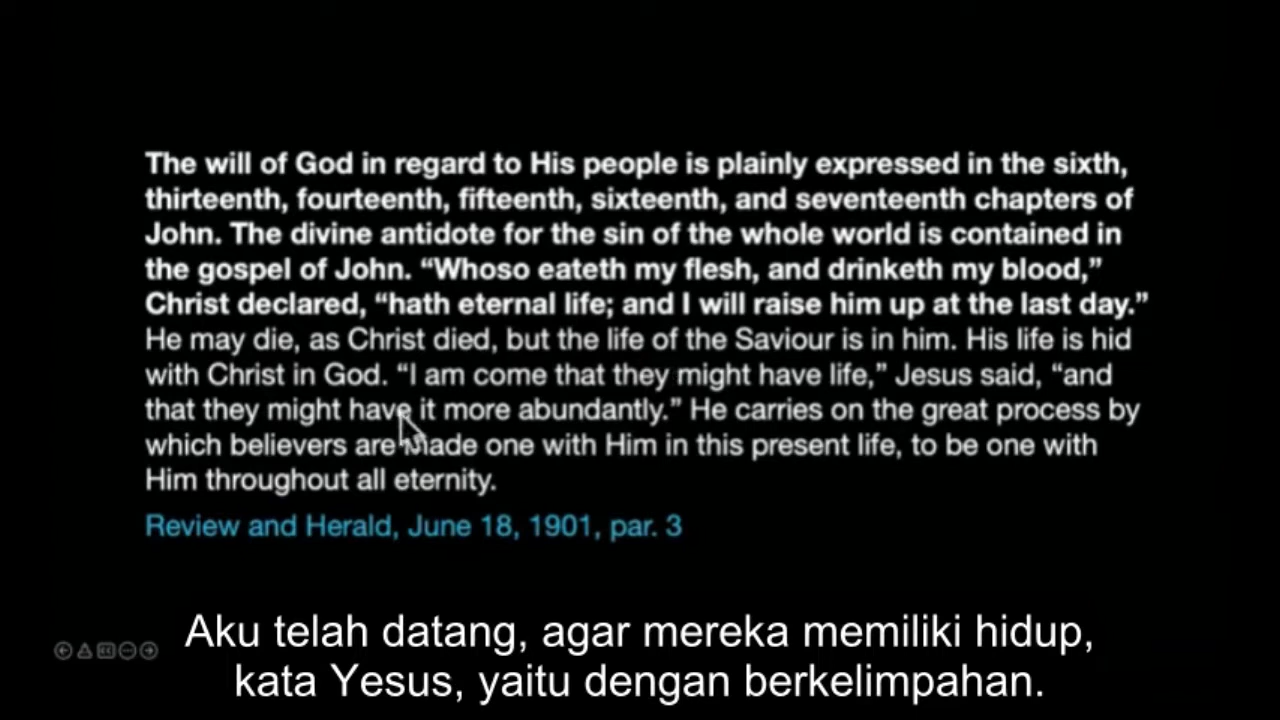 The will of God in regard to His people is plainly expressed in the sixth,
thirteenth, fourteenth, fifteenth, sixteenth, and seventeenth chapters of
John. The divine antidote for the sin of the whole world is contained in
the gospel of John. “Whoso eateth my flesh, and drinketh my blood,”
Christ declared, “hath eternal life; and I will raise him up at the last day.”
He may die, as Christ died, but the life of the Saviour is in him. His life is hid
with Christ in God. “I am come that they might have life,” Jesus said, “and
that they might have it more abundantly.” He carries on the great process by
which believers are made one with Him in this present life, to be one with
Him throughout all eternity.
Review and Herald, June 18, 1901, par. 3
Aku telah datang, agar mereka memiliki hidup,
kata Yesus, yaitu dengan berkelimpahan.